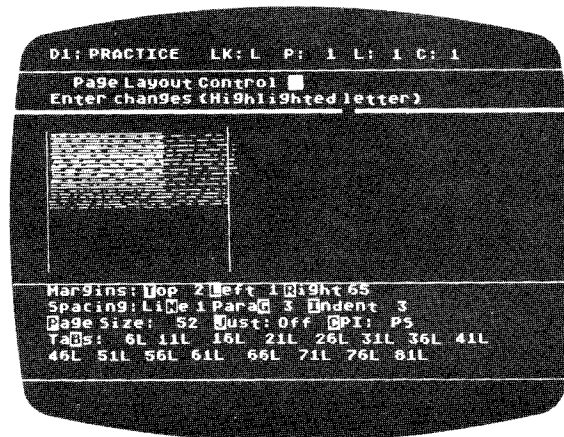 D1: PRACTICE LK: L P: 1 L: 1 C: 1
Page Layout Control
Enter changes (Highlighted letter)
Margins: Top 2 Left 1 Right 65
Spacing: LiNe 1 ParaG 3 Indent 3
Page Size: 52 Just: Off CPI: PS
TaBs: 6L 11L 16L 21L 26L 31L 36L 41L
46L 51L 56L 61L 66L 71L 76L 81L